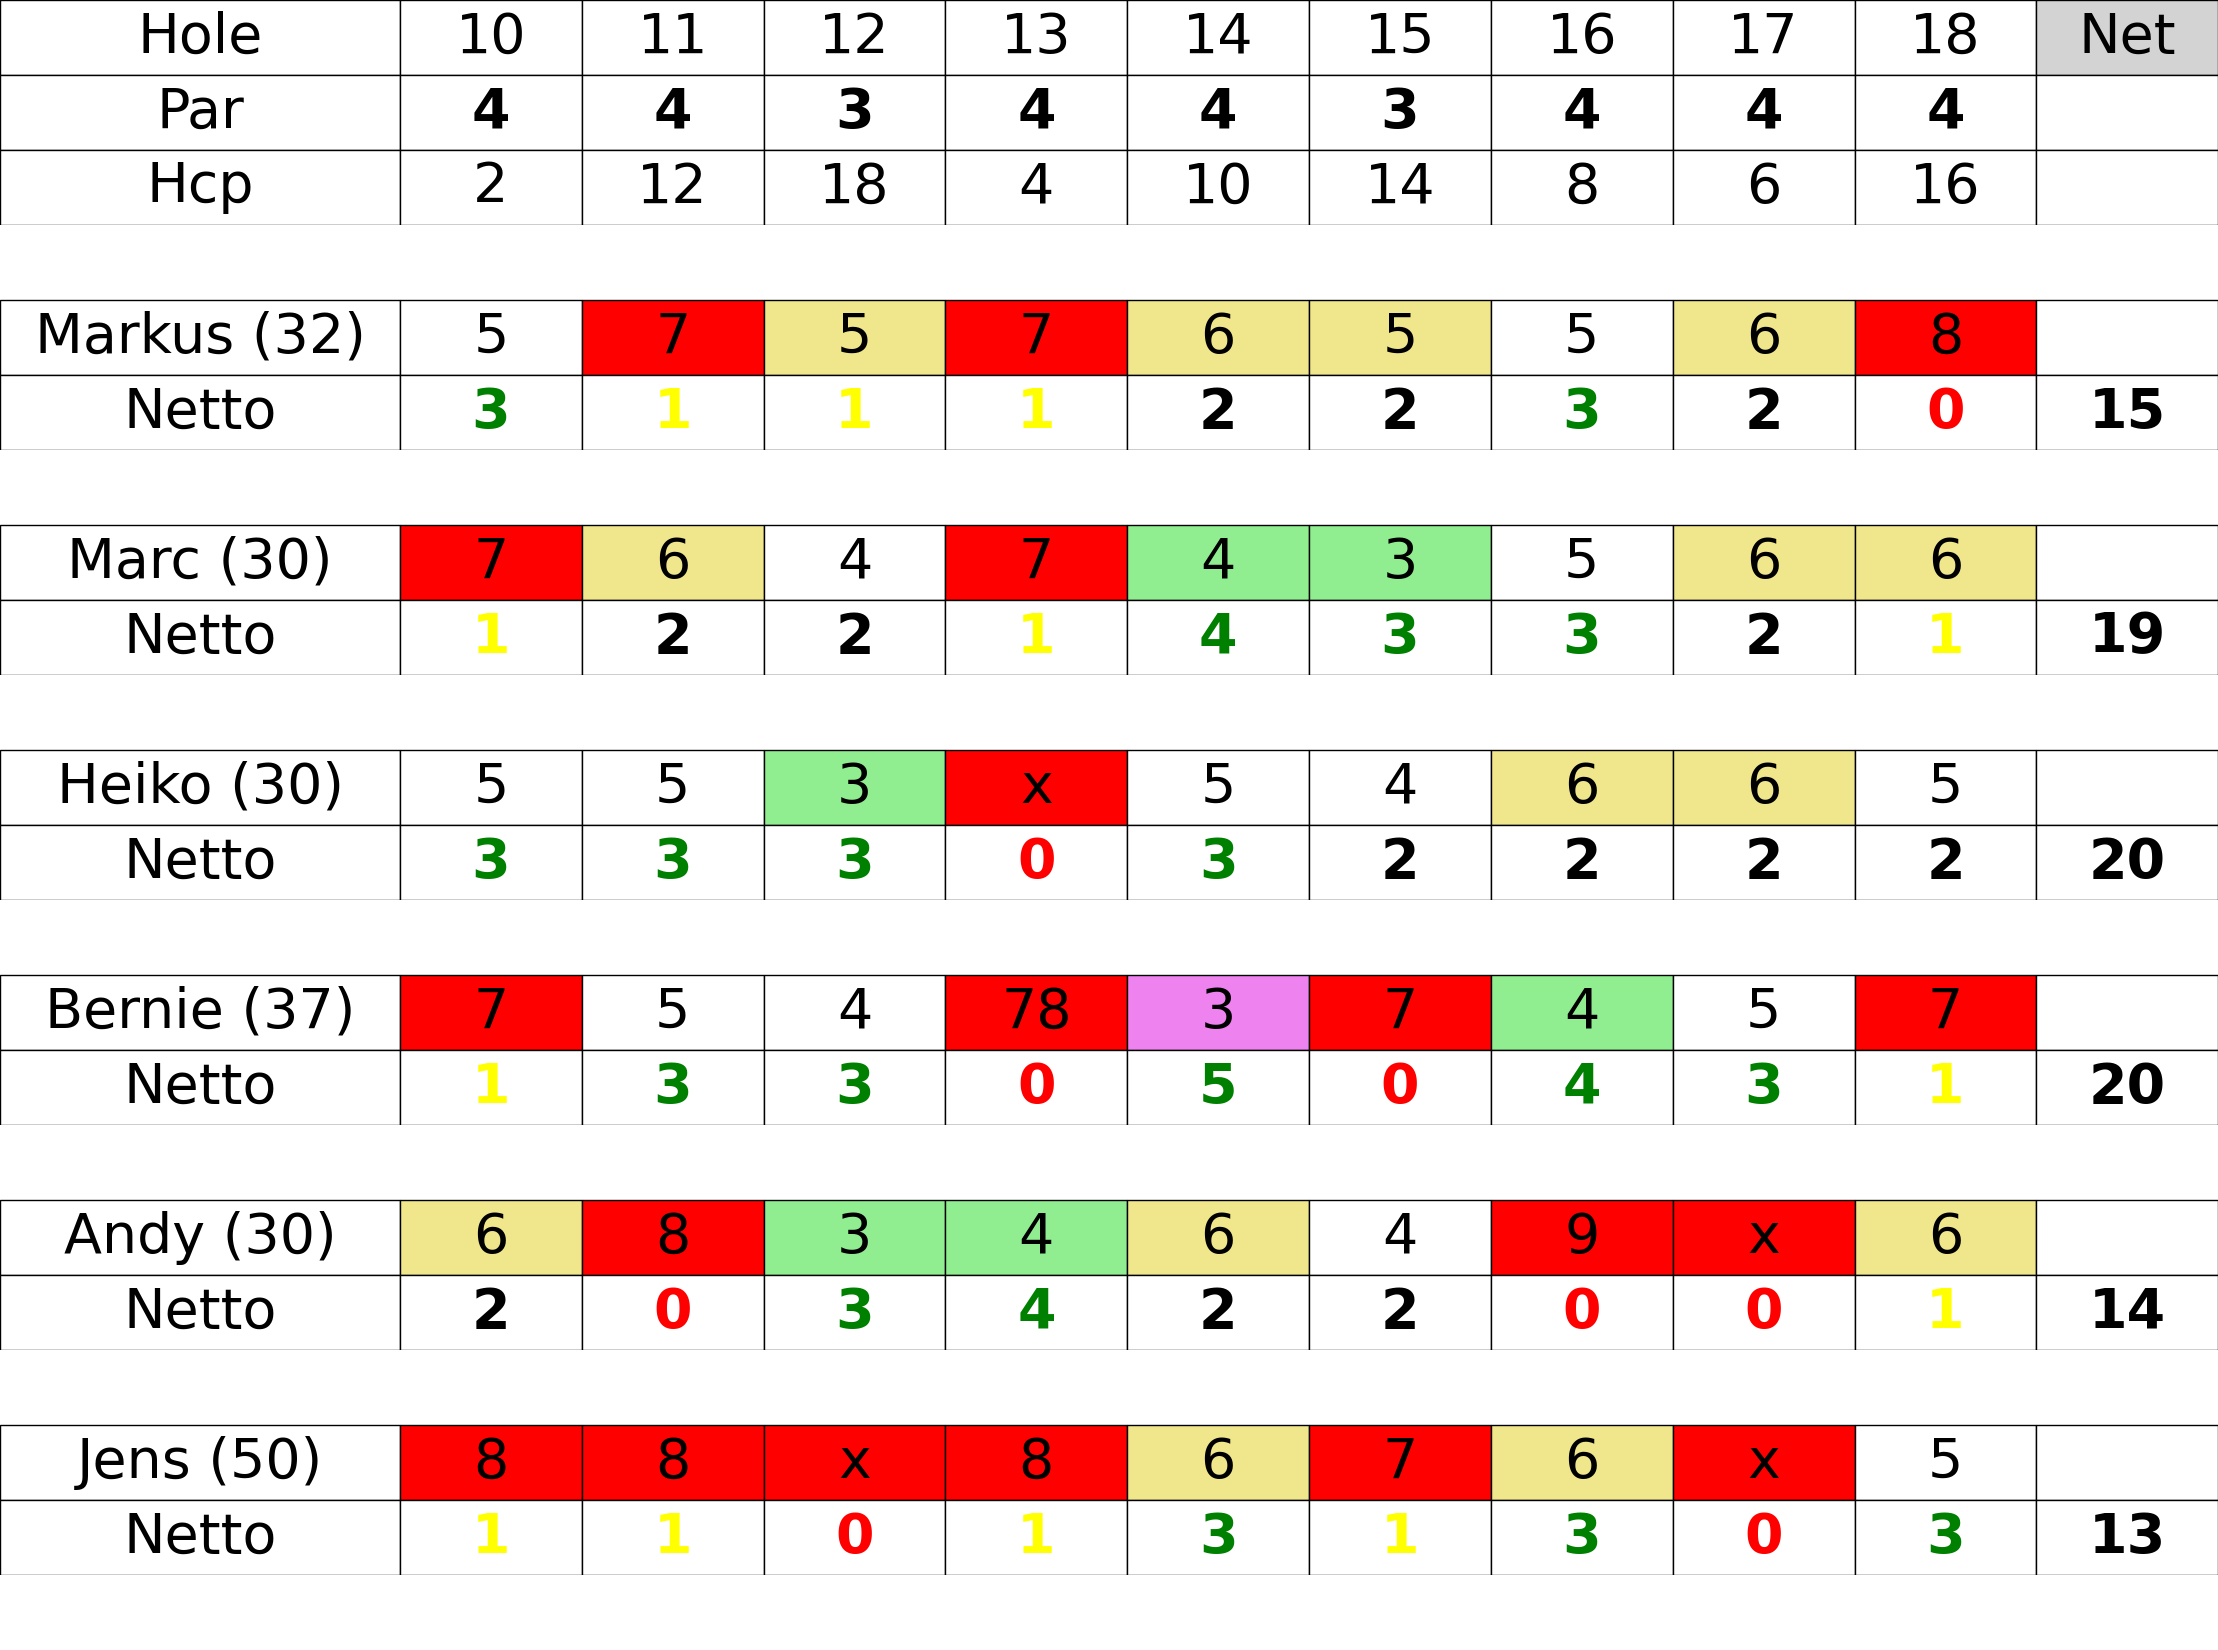 Hole 10 11 12 13 14 15 16 17 18 Net
Par 4 4 3 4 4 3 4 4 4
Hcp 2 12 18 4 10 14 8 6 16
Markus (32) 5 7 5 7 6 5 5 6 8
Netto 3 1 1 1 2 2 3 2 0 15
Marc (30) 7 6 4 7 4 3 5 6 6
Netto 1 2 2 1 4 3 3 2 1 19
Heiko (30) 5 5 3 x 5 4 6 6 5
Netto 3 3 3 0 3 2 2 2 2 20
Bernie (37) 7 5 4 78 3 7 4 5 7
Netto 1 3 3 0 5 0 4 3 1 20
Andy (30) 6 8 3 4 6 4 9 x 6
Netto 2 0 3 4 2 2 0 0 1 14
Jens (50) 8 8 x 8 6 7 6 x 5
Netto 1 1 0 1 3 1 3 0 3 13